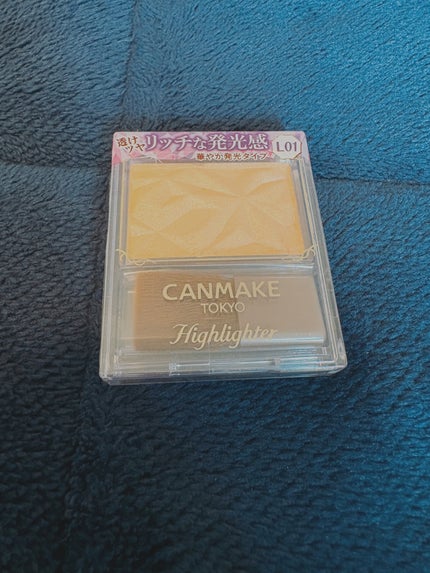 透けツヤ リッチな発光感 L01
華やか発光タイプ
CANMAKE
TOKYO
Highlighter